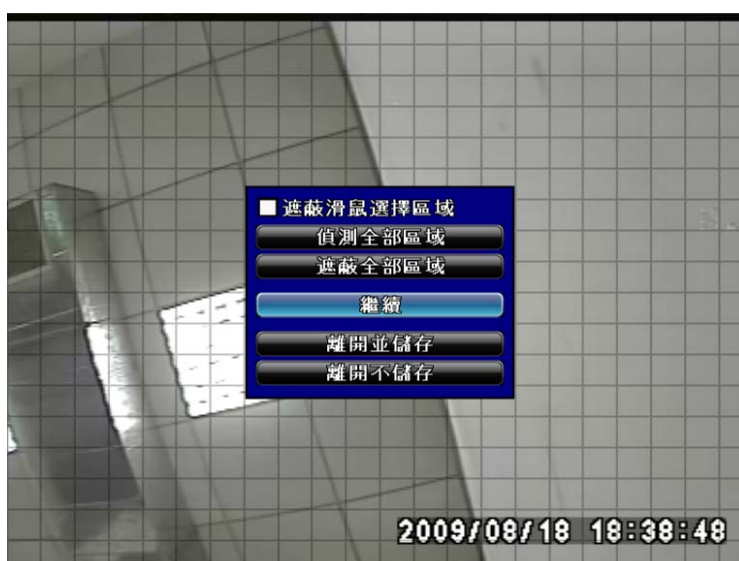 遮蔽滑鼠選擇區域
偵測全部區域
遮蔽全部區域
繼續
離開並儲存
離開不儲存
2009/08/18 18:38:48